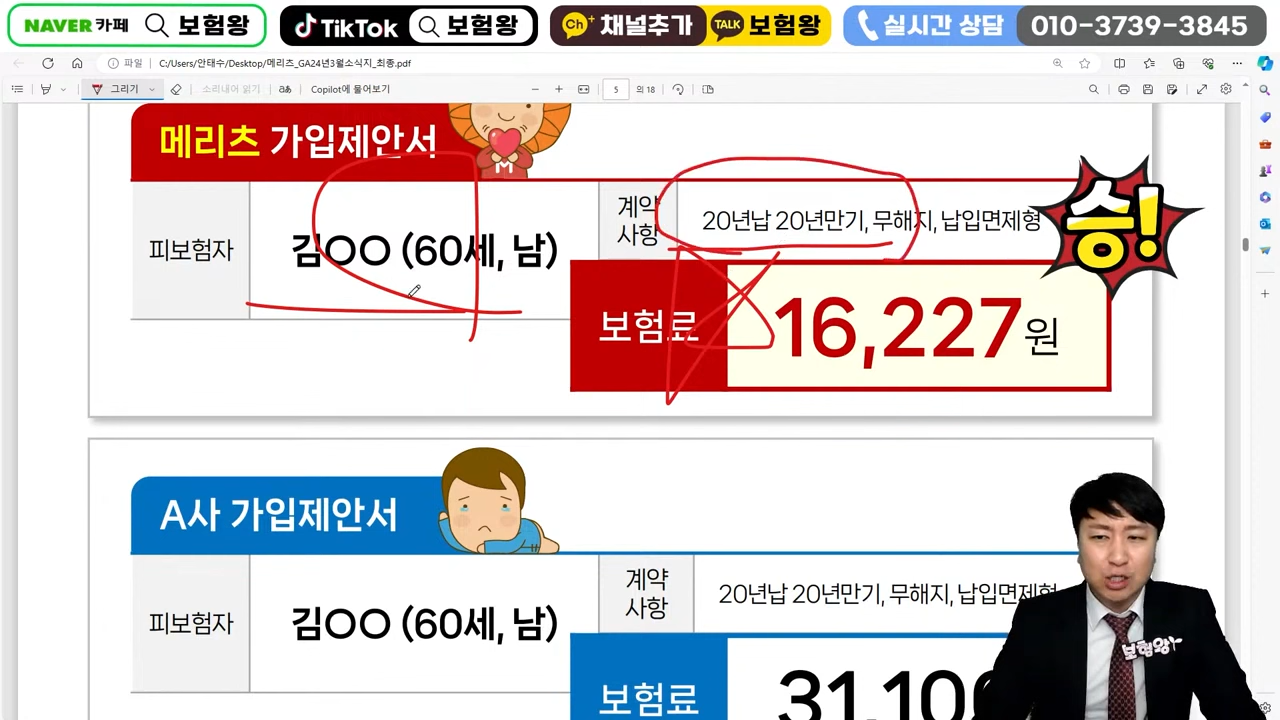 NAVER 카페 보험왕
TikTok 보험왕
Ch+ 채널추가 TALK 보험왕
실시간 상담 010-3739-3845
파일 C:/Users/안태수/Desktop/메리츠_GA24년3월소식지_최종.pdf
그리기 소리내어 읽기 Copilot에 물어보기 5 의 18
메리츠 가입제안서
M
피보험자 김○○ (60세, 남)
계약 사항 20년납 20년만기, 무해지, 납입면제형
승!
보험료 16,227원
A사 가입제안서
피보험자 김○○ (60세, 남)
계약 사항 20년납 20년만기, 무해지, 납입면제형
보험료 31,10
보험왕